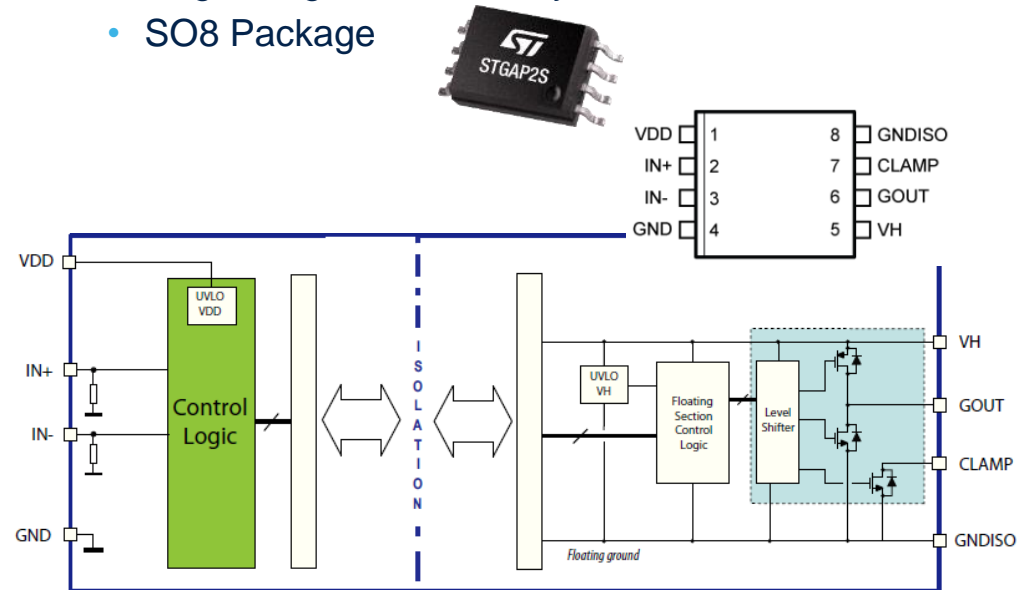 • SO8 Package
ST
STGAP2S
VDD 1 8 GNDISO
IN+ 2 7 CLAMP
IN- 3 6 GOUT
GND 4 5 VH
VDD
UVLO
VDD
IN+
IN-
GND
Control
Logic
ISOLATION
UVLO
VH
Floating
Section
Control
Logic
Level
Shifter
VH
GOUT
CLAMP
GNDISO
Floating ground